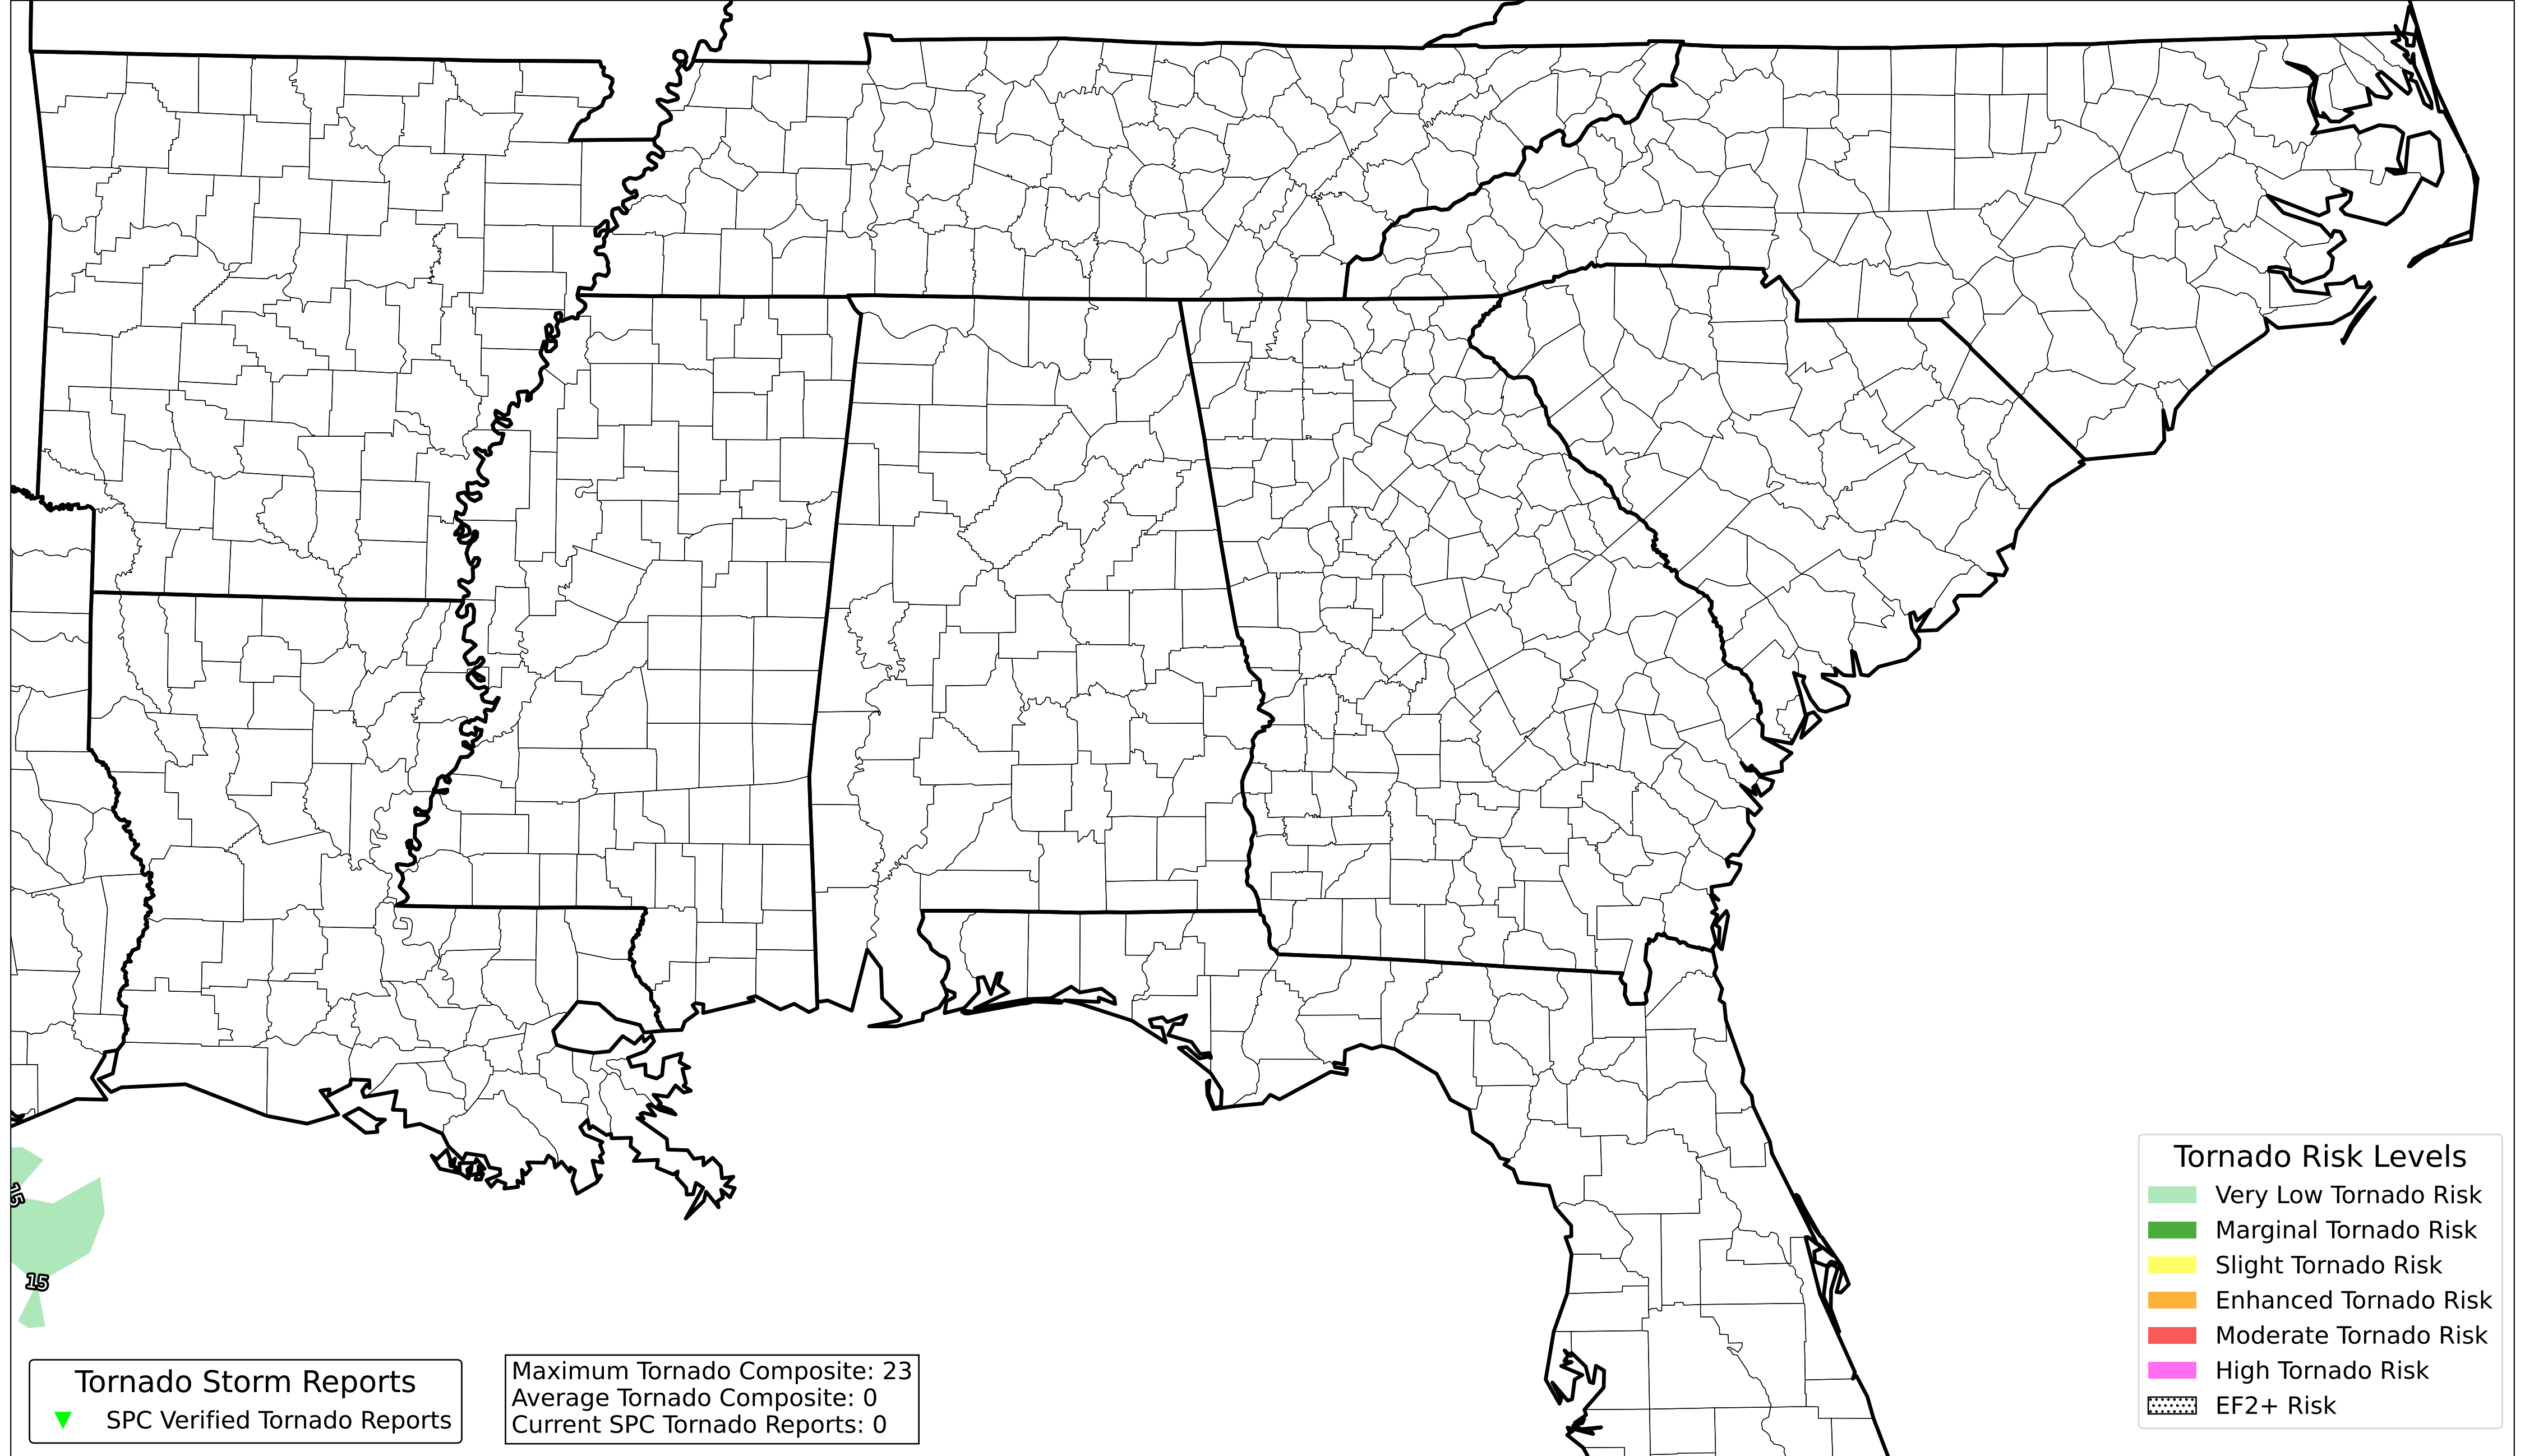 15
15
Tornado Storm Reports
SPC Verified Tornado Reports
Maximum Tornado Composite: 23
Average Tornado Composite: 0
Current SPC Tornado Reports: 0
Tornado Risk Levels
Very Low Tornado Risk
Marginal Tornado Risk
Slight Tornado Risk
Enhanced Tornado Risk
Moderate Tornado Risk
High Tornado Risk
EF2+ Risk